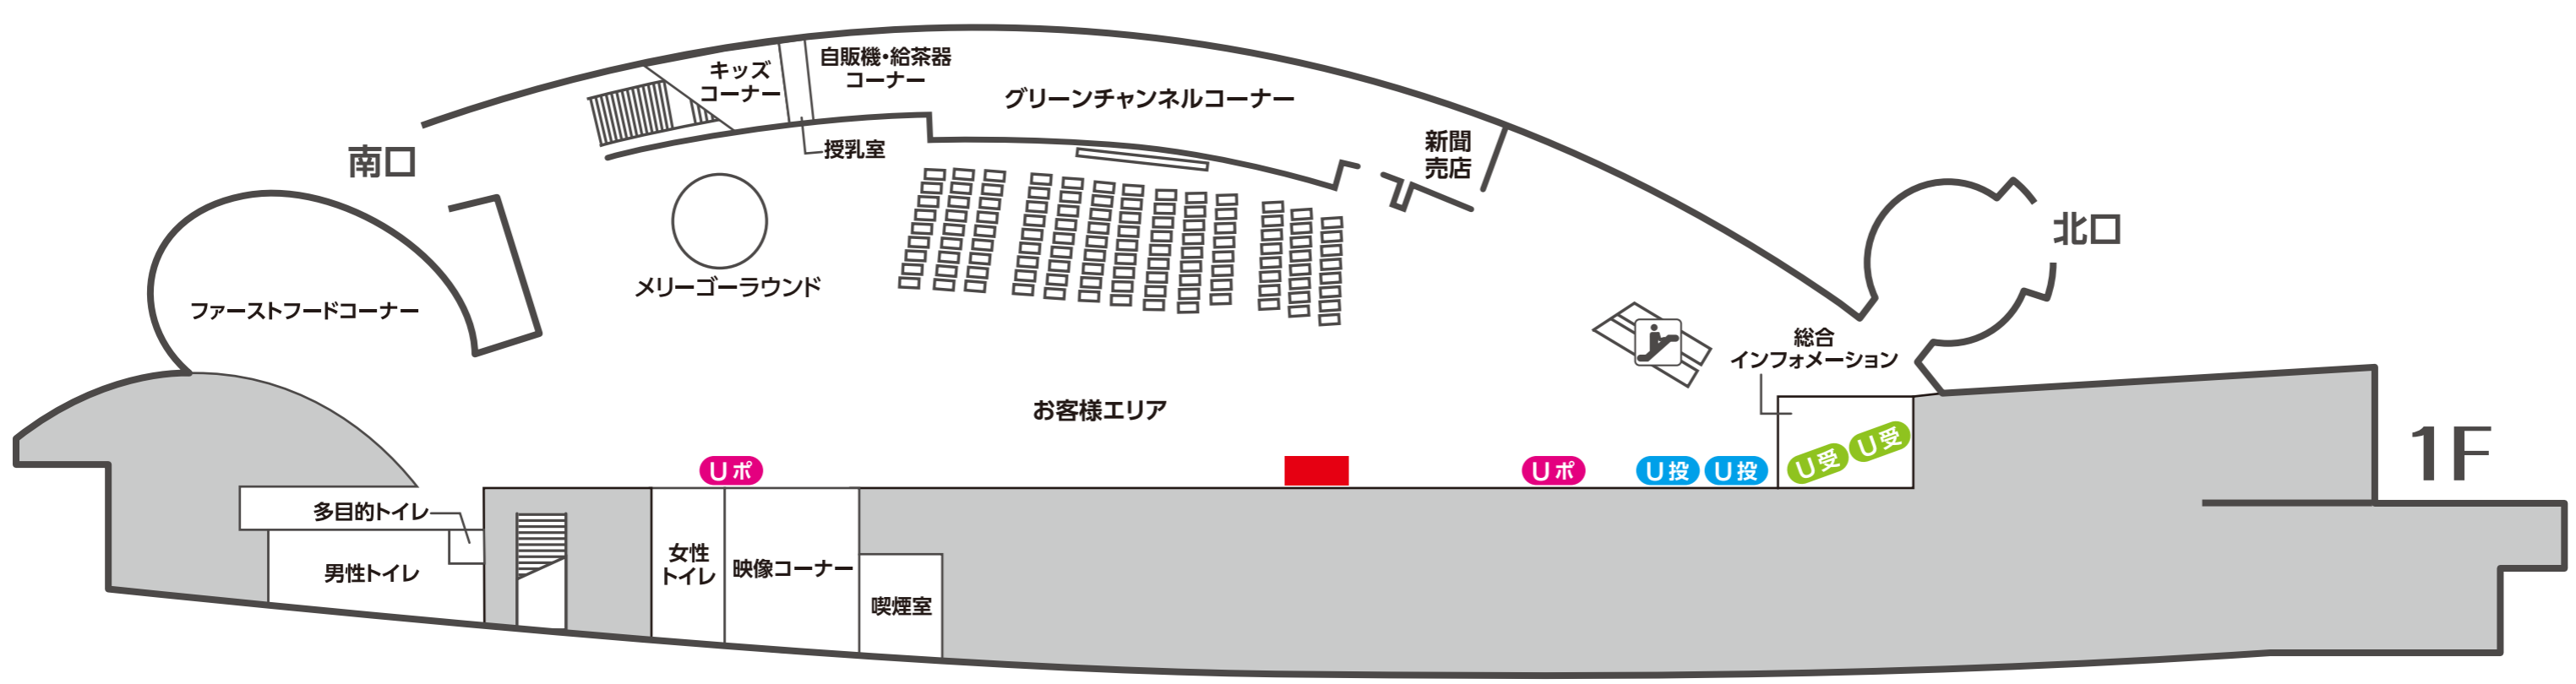 キッズ
コーナー
自販機・給茶器
コーナー
グリーンチャンネルコーナー
新聞
売店
授乳室
南口
北口
メリーゴーラウンド
ファーストフードコーナー
総合
インフォメーション
お客様エリア
1F
Uポ
Uポ
U投
U投
U受
U受
多目的トイレ
男性トイレ
女性
トイレ
映像コーナー
喫煙室